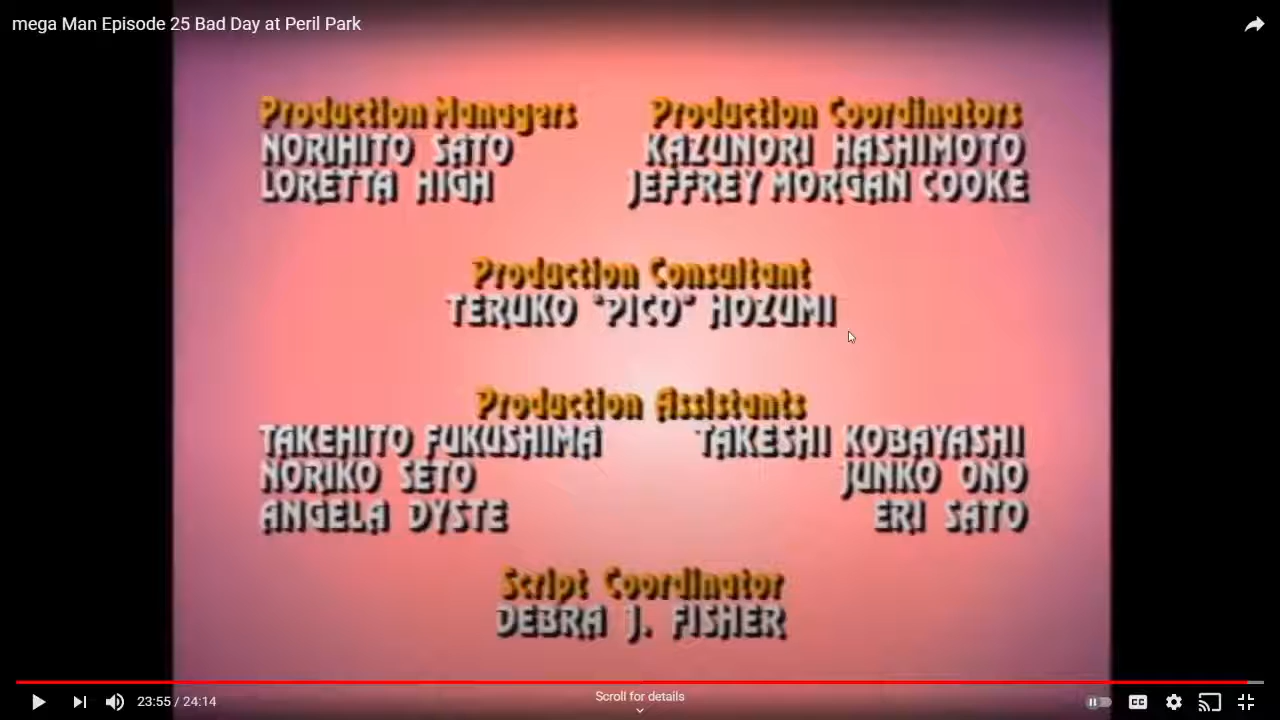 mega Man Episode 25 Bad Day at Peril Park
Production Managers
NORIHITO SATO
LORETTA HIGH
Production Coordinators
KAZUNORI HASHIMOTO
JEFFREY MORGAN COOKE
Production Consultant
TERUKO "PICO" HOZUMI
Production Assistants
TAKEHITO FUKUSHIMA TAKESHI KOBAYASHI
NORIKO SETO JUNKO ONO
ANGELA DYSTE ERI SATO
Script Coordinator
DEBRA J. FISHER
Scroll for details
23:55 / 24:14
CC